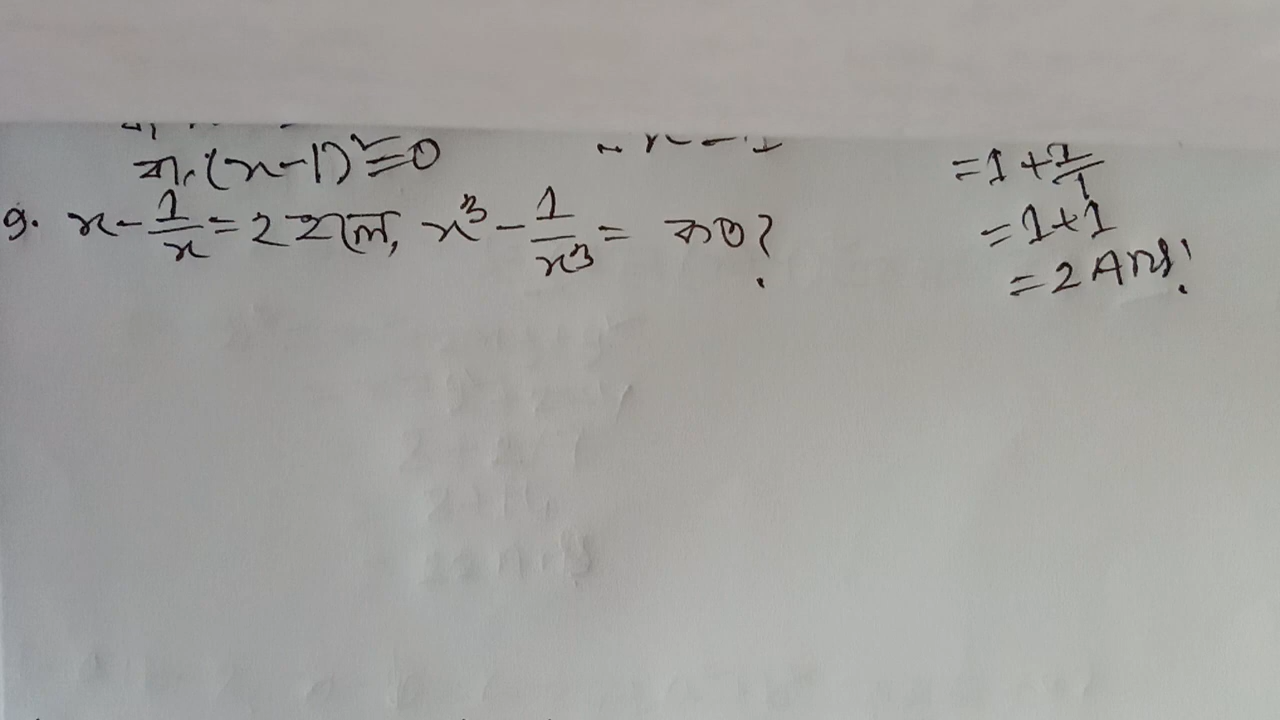 বা, (x-1)²=0
9. x - 1/x = 2 হলে, x³ - 1/x³ = কত?
= 1 + 1/1
= 1+1
= 2 Ans!